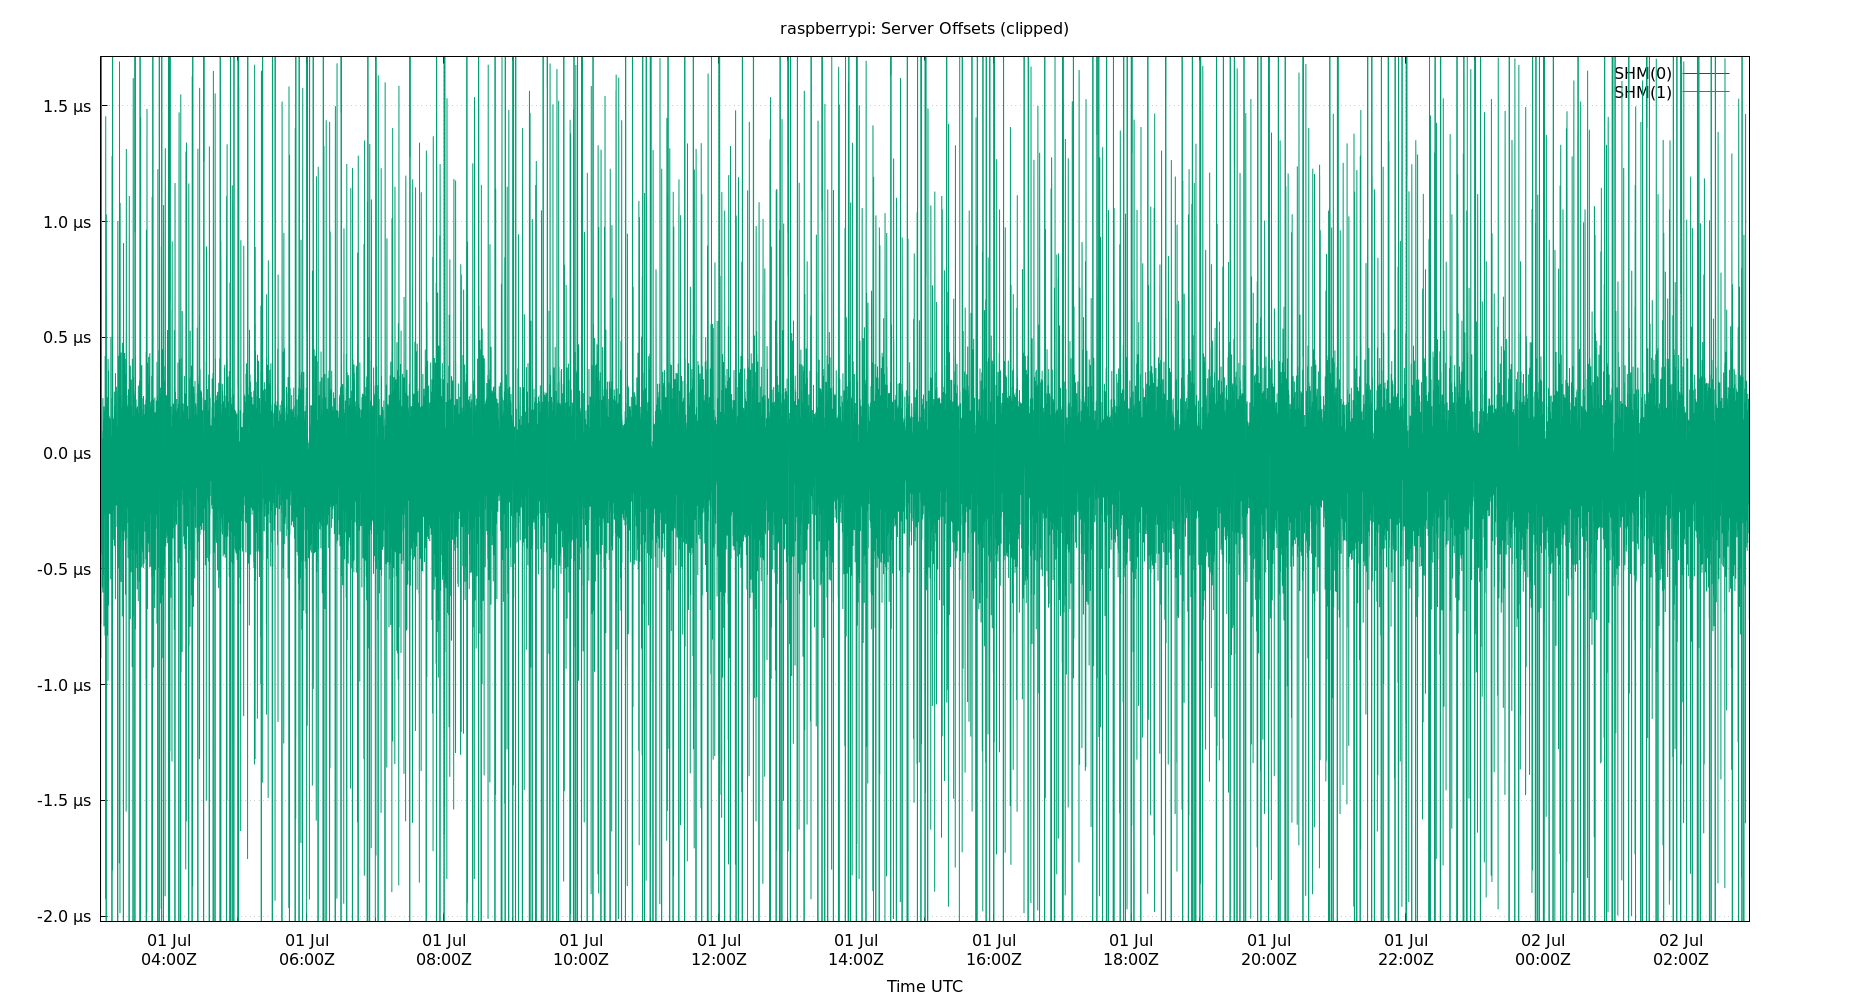 raspberrypi: Server Offsets (clipped)
SHM(0)
SHM(1)
1.5 µs
1.0 µs
0.5 µs
0.0 µs
-0.5 µs
-1.0 µs
-1.5 µs
-2.0 µs
01 Jul 01 Jul 01 Jul 01 Jul 01 Jul 01 Jul 01 Jul 01 Jul 01 Jul 01 Jul 02 Jul 02 Jul
04:00Z 06:00Z 08:00Z 10:00Z 12:00Z 14:00Z 16:00Z 18:00Z 20:00Z 22:00Z 00:00Z 02:00Z
Time UTC